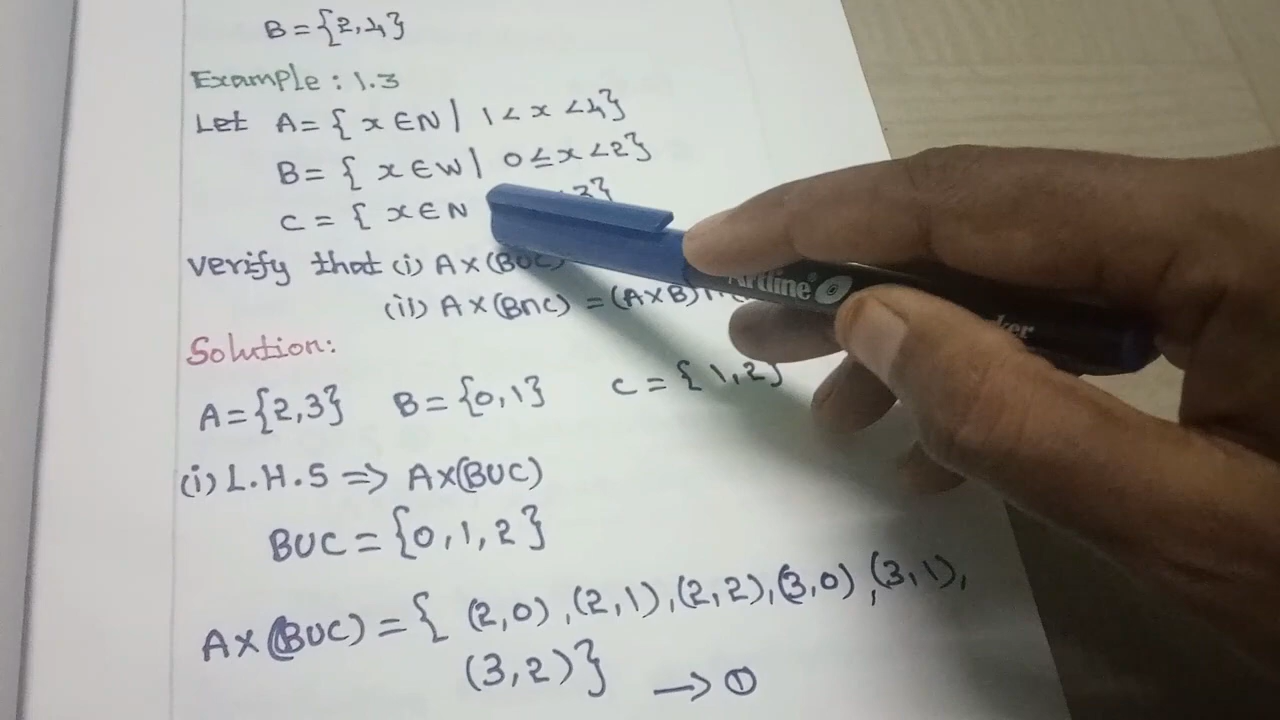 B = {2,4}
Example : 1.3
Let A = { x ∈ N | 1 < x < 4}
B = { x ∈ W | 0 ≤ x < 2}
C = { x ∈ N
Verify that (i) A × (B∪C)
(ii) A × (B∩C) = (A×B) ∩
Solution:
A = {2,3} B = {0,1} C = {1,2}
(i) L.H.S => A×(B∪C)
B∪C = {0,1,2}
A×(B∪C) = { (2,0), (2,1), (2,2), (3,0), (3,1),
(3,2)} → ①
Artline